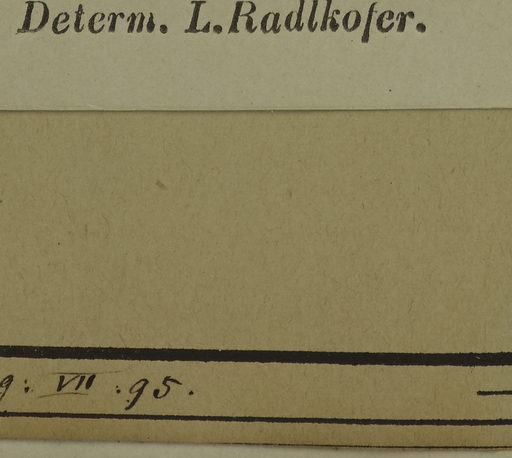 Determ. L. Radlkofer.
9: VII :95.